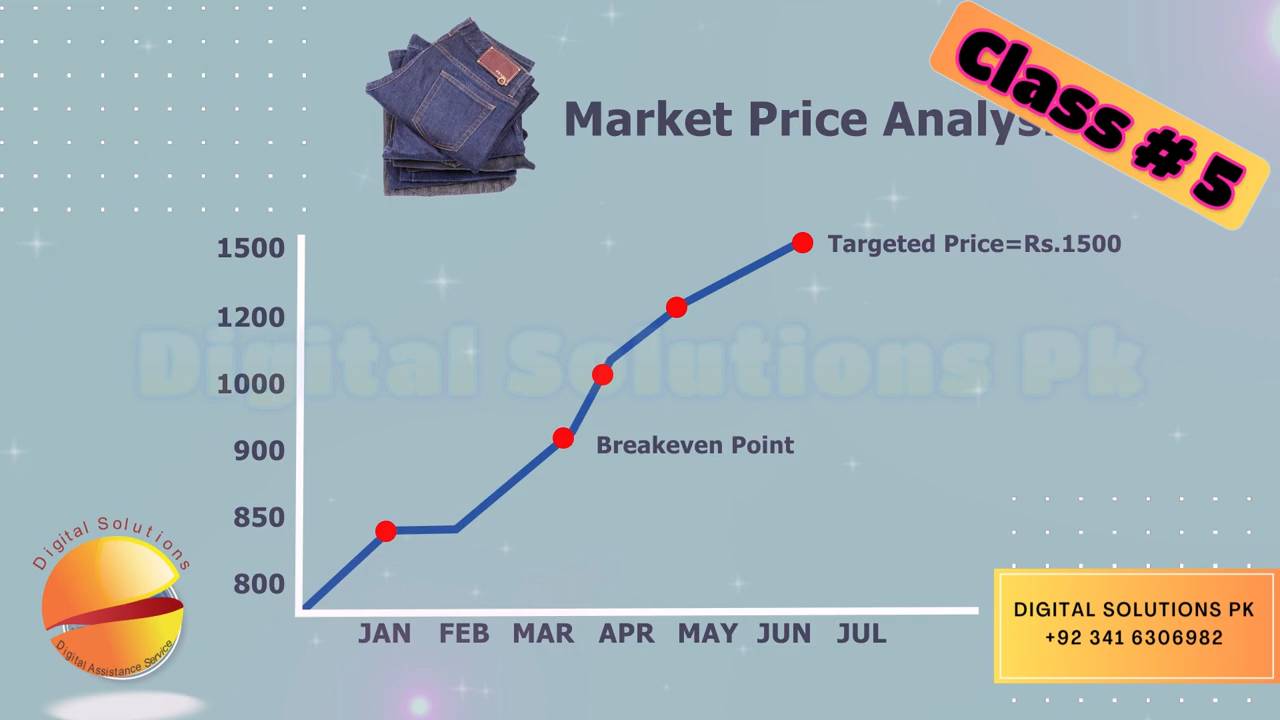 Class # 5
Market Price Analys
1500
Targeted Price=Rs.1500
1200
Digital Solutions Pk
1000
900
Breakeven Point
850
800
JAN FEB MAR APR MAY JUN JUL
Digital Solutions
Digital Assistance Service
DIGITAL SOLUTIONS PK
+92 341 6306982